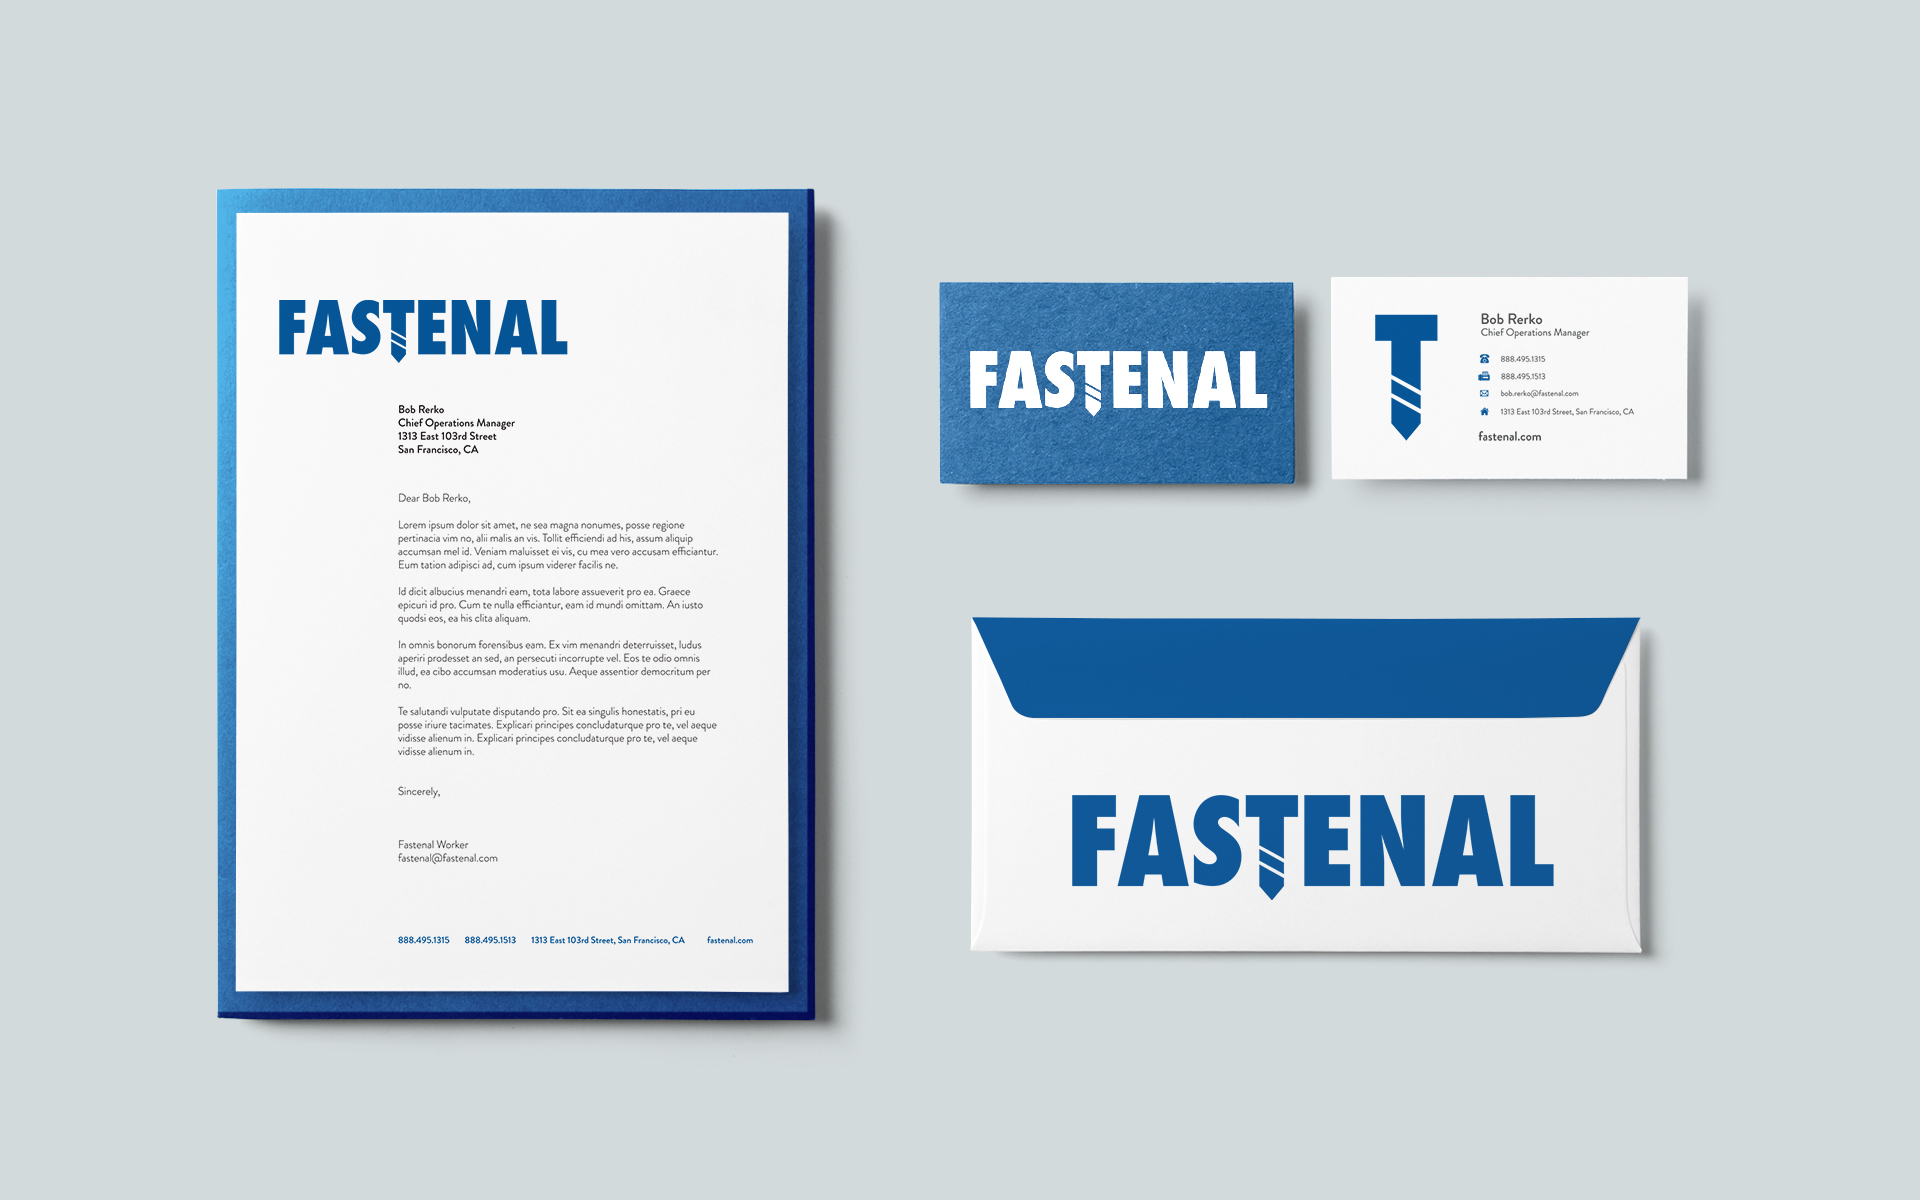 FASTENAL
Bob Rerko
Chief Operations Manager
1313 East 103rd Street
San Francisco, CA
Dear Bob Rerko,
Lorem ipsum dolor sit amet, ne sea magna nonumes, posse regione
pertinacia vim no, alii malis an vis. Tollit efficiendi ad his, assum aliquip
accumsan mel id. Veniam maluisset ei vis, cu mea vero accusam efficiantur.
Eum tation adipisci ad, cum ipsum viderer facilis ne.
Id dicit albucius menandri eam, tota labore assueverit pro ea. Graece
epicuri id pro. Cum te nulla efficiantur, eam id mundi omittam. An iusto
quodsi eos, ea his clita aliquam.
In omnis bonorum forensibus eam. Ex vim menandri deterruisset, ludus
aperiri prodesset an sed, an persecuti incorrupte vel. Eos te odio omnis
illud, ea cibo accumsan moderatius usu. Aeque assentior democritum per
no.
Te salutandi vulputate disputando pro. Sit ea singulis honestatis, pri eu
posse iriure tacimates. Explicari principes concludaturque pro te, vel aeque
vidisse alienum in. Explicari principes concludaturque pro te, vel aeque
vidisse alienum in.
Sincerely,
Fastenal Worker
fastenal@fastenal.com
888.495.1315 888.495.1513 1313 East 103rd Street, San Francisco, CA fastenal.com
FASTENAL
T
Bob Rerko
Chief Operations Manager
888.495.1315
888.495.1513
bob.rerko@fastenal.com
1313 East 103rd Street, San Francisco, CA
fastenal.com
FASTENAL